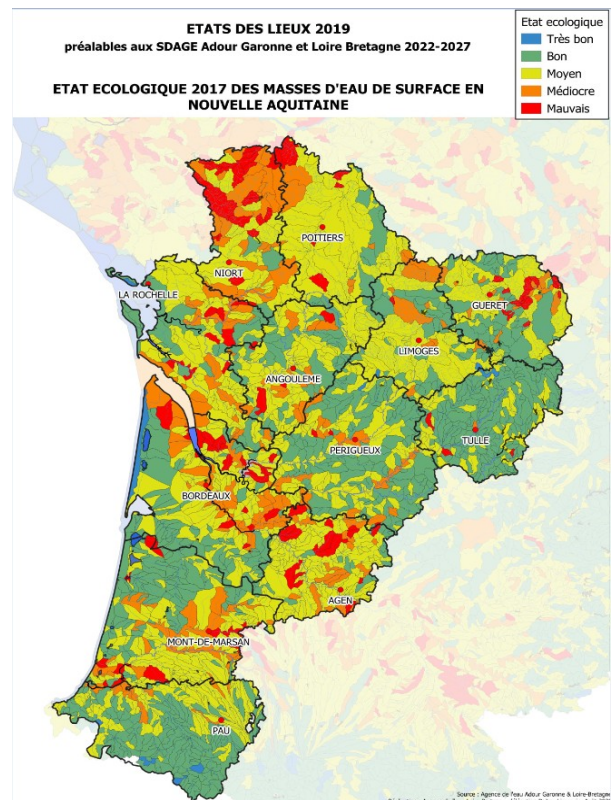 ETATS DES LIEUX 2019
préalables aux SDAGE Adour Garonne et Loire Bretagne 2022-2027
ETAT ECOLOGIQUE 2017 DES MASSES D'EAU DE SURFACE EN
NOUVELLE AQUITAINE
Etat ecologique
Très bon
Bon
Moyen
Médiocre
Mauvais
POITIERS
NIORT
LA ROCHELLE
GUERET
LIMOGES
ANGOULEME
TULLE
PERIGUEUX
BORDEAUX
AGEN
MONT-DE-MARSAN
PAU
Source : Agence de l'eau Adour Garonne & Loire-Bretagne